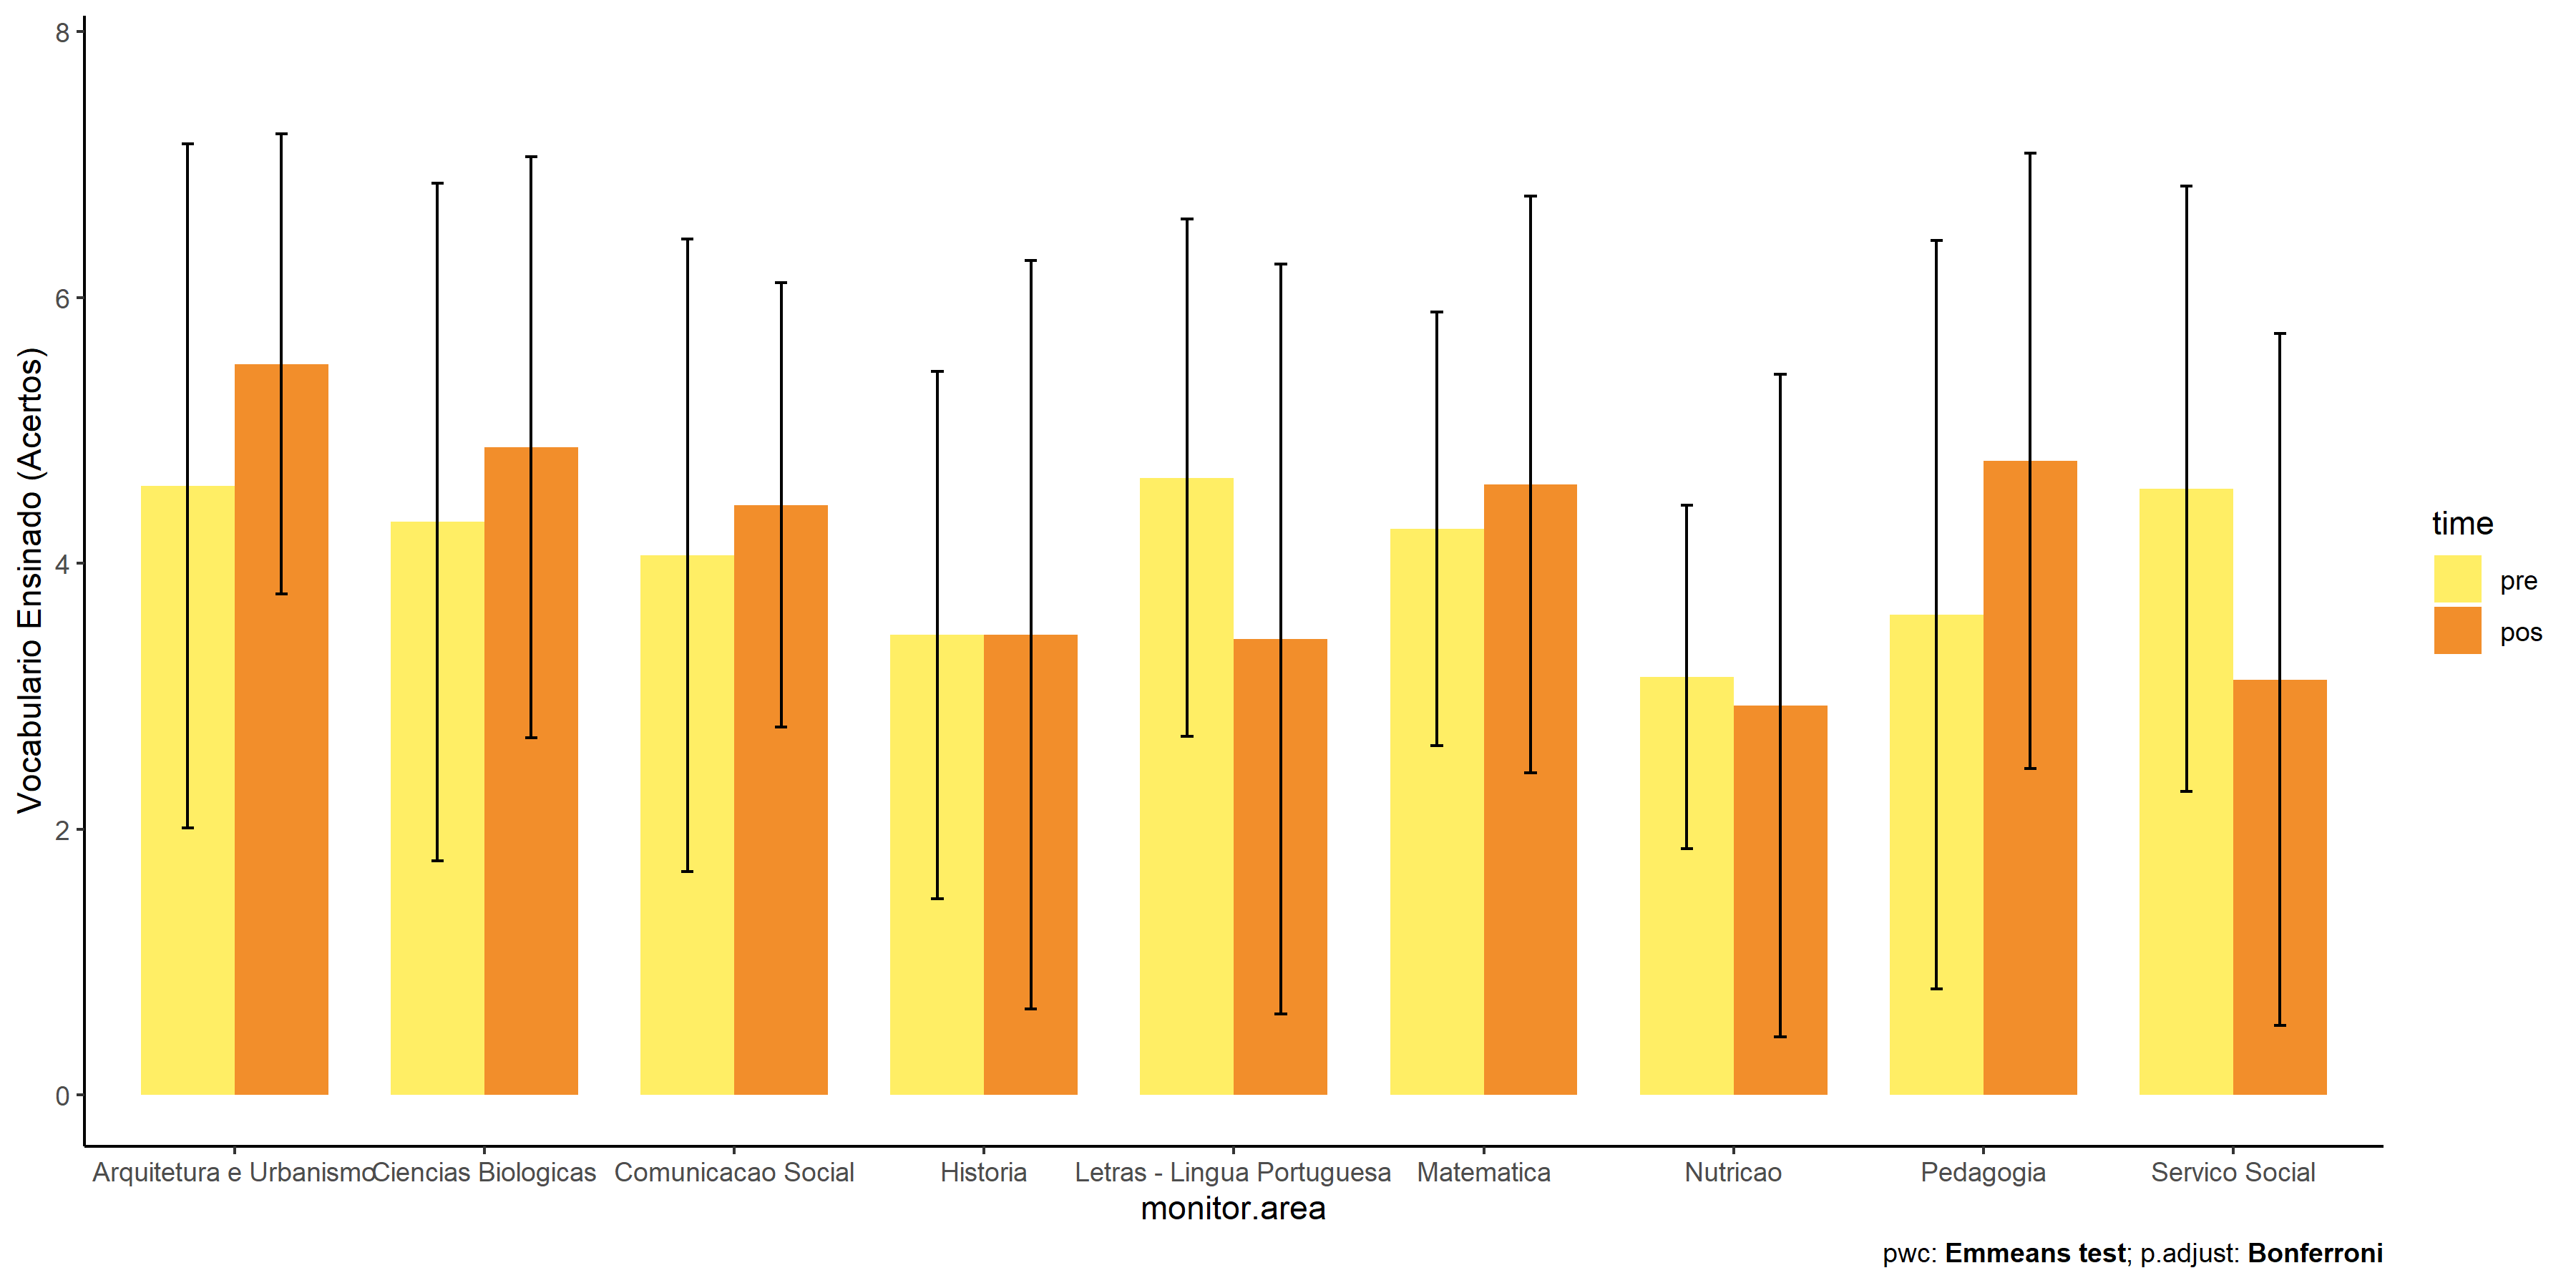 Vocabulario Ensinado (Acertos)
8
6
4
2
0
Arquitetura e Urbanismo
Ciencias Biologicas
Comunicacao Social
Historia
Letras - Lingua Portuguesa
Matematica
Nutricao
Pedagogia
Servico Social
monitor.area
time
pre
pos
pwc: Emmeans test; p.adjust: Bonferroni